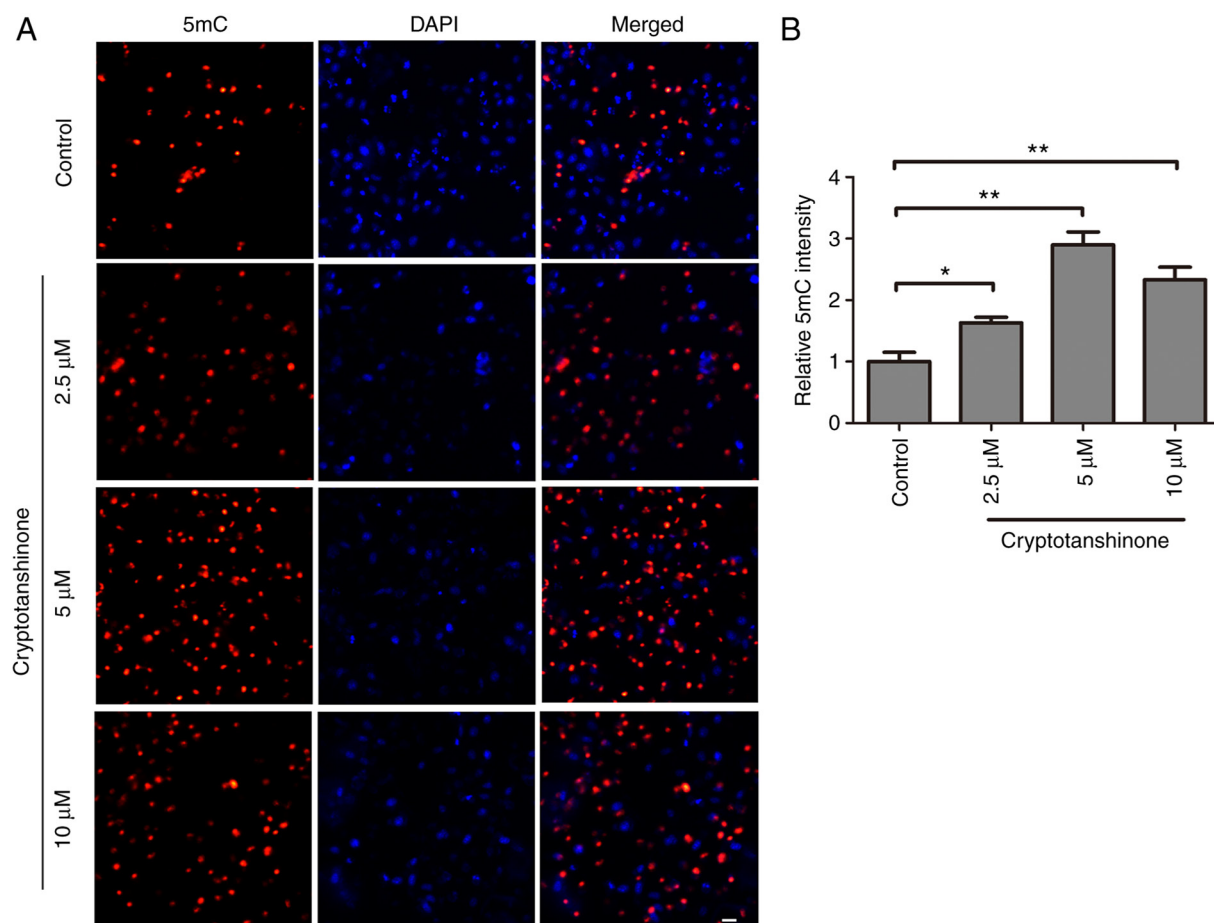 A
5mC
DAPI
Merged
Control
Cryptotanshinone
2.5 μM
5 μM
10 μM
B
Relative 5mC intensity
4
3
2
1
0
**
**
*
Control
2.5 μM
5 μM
10 μM
Cryptotanshinone